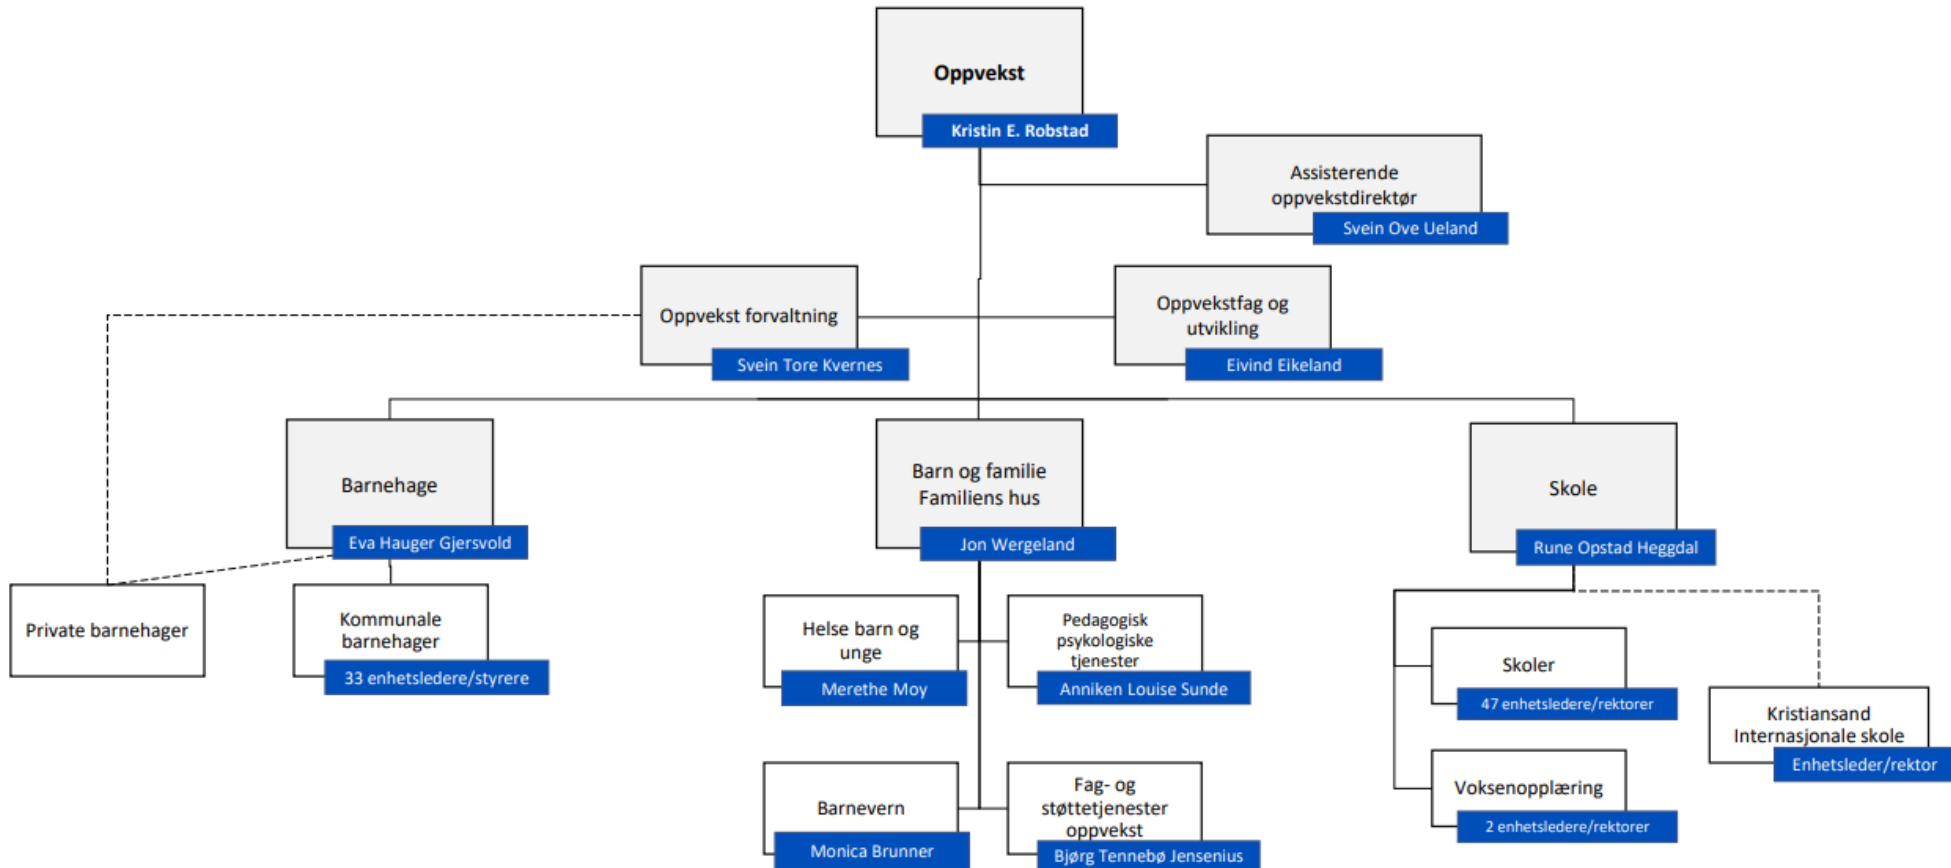 Oppvekst
Kristin E. Robstad
Assisterende
oppvekstdirektør
Svein Ove Ueland
Oppvekst forvaltning
Svein Tore Kvernes
Oppvekstfag og
utvikling
Eivind Eikeland
Barnehage
Eva Hauger Gjersvold
Barn og familie
Familiens hus
Jon Wergeland
Skole
Rune Opstad Heggdal
Private barnehager
Kommunale
barnehager
33 enhetsledere/styrere
Helse barn og
unge
Merethe Moy
Pedagogisk
psykologiske
tjenester
Anniken Louise Sunde
Barnevern
Monica Brunner
Fag- og
støttetjenester
oppvekst
Bjørg Tennebø Jensenius
Skoler
47 enhetsledere/rektorer
Voksenopplæring
2 enhetsledere/rektorer
Kristiansand
Internasjonale skole
Enhetsleder/rektor